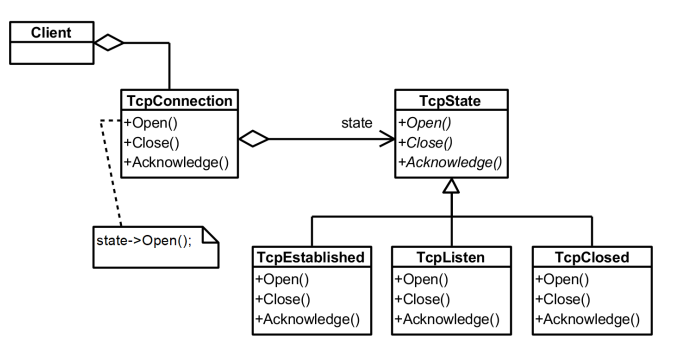 Client
TcpConnection
+Open()
+Close()
+Acknowledge()
state
TcpState
+Open()
+Close()
+Acknowledge()
state->Open();
TcpEstablished
+Open()
+Close()
+Acknowledge()
TcpListen
+Open()
+Close()
+Acknowledge()
TcpClosed
+Open()
+Close()
+Acknowledge()